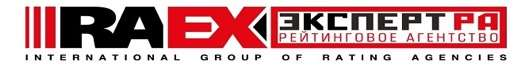 RAEX ЭКСПЕРТ РА
РЕЙТИНГОВОЕ АГЕНТСТВО
INTERNATIONAL GROUP OF RATING AGENCIES